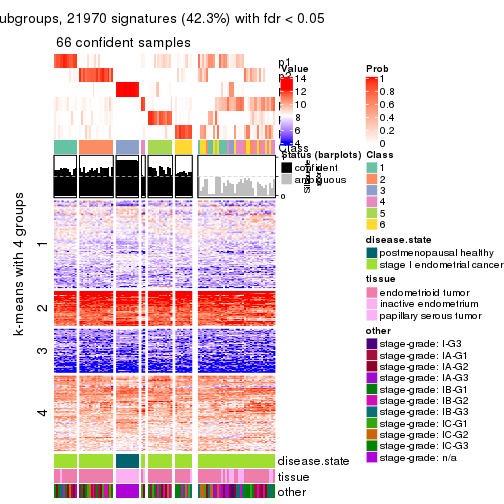 ubgroups, 21970 signatures (42.3%) with fdr < 0.05
66 confident samples
k-means with 4 groups
1
2
3
4
p1
Class
disease.state
tissue
other
0
Value
14
12
10
8
6
4
Status (barplots)
confident
ambiguous
Prob
1
0.8
0.6
0.4
0.2
0
Class
1
2
3
4
5
6
disease.state
postmenopausal healthy
stage I endometrial cancer
tissue
endometrioid tumor
inactive endometrium
papillary serous tumor
other
stage-grade: I-G3
stage-grade: IA-G1
stage-grade: IA-G2
stage-grade: IA-G3
stage-grade: IB-G1
stage-grade: IB-G2
stage-grade: IB-G3
stage-grade: IC-G1
stage-grade: IC-G2
stage-grade: IC-G3
stage-grade: n/a